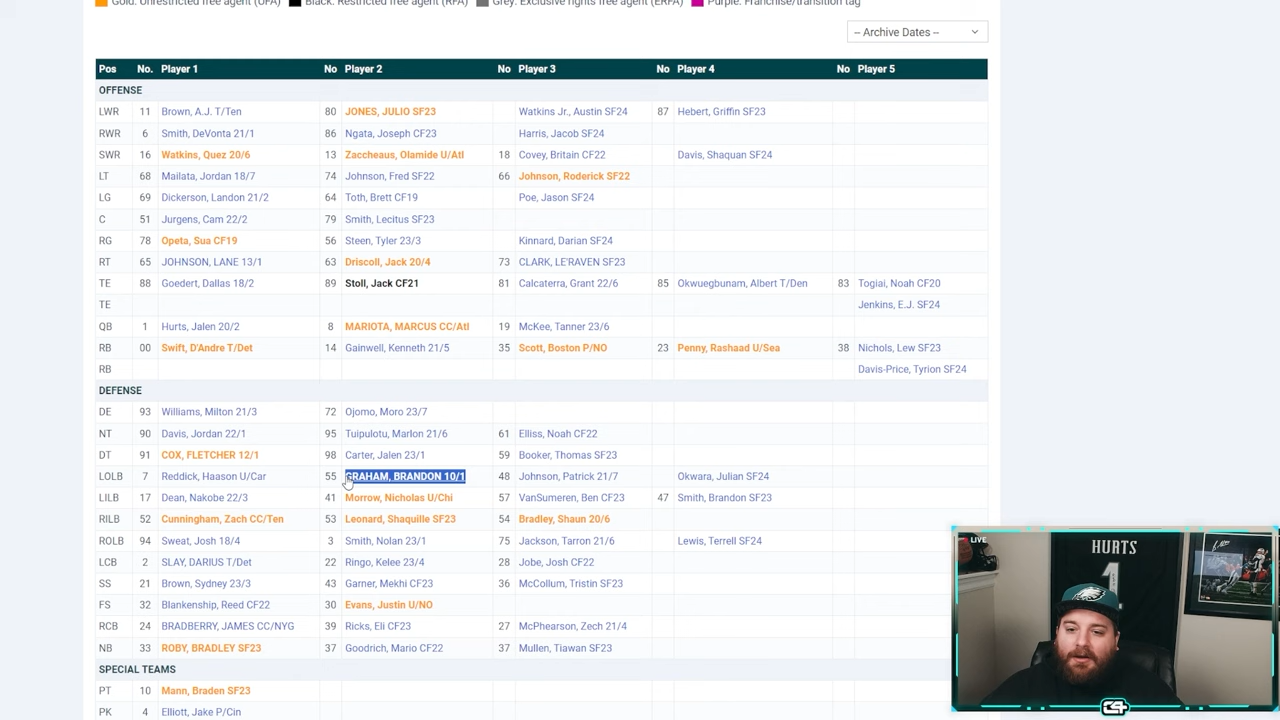 Gold: Unrestricted free agent (UFA) Black: Restricted free agent (RFA) Grey: Exclusive rights free agent (ERFA) Purple: Franchise/transition tag
-- Archive Dates --
Pos No. Player 1 No Player 2 No Player 3 No Player 4 No Player 5
OFFENSE
LWR 11 Brown, A.J. T/Ten 80 JONES, JULIO SF23 Watkins Jr., Austin SF24 87 Hebert, Griffin SF23
RWR 6 Smith, DeVonta 21/1 86 Ngata, Joseph CF23 Harris, Jacob SF24
SWR 16 Watkins, Quez 20/6 13 Zaccheaus, Olamide U/Atl 18 Covey, Britain CF22 Davis, Shaquan SF24
LT 68 Mailata, Jordan 18/7 74 Johnson, Fred SF22 66 Johnson, Roderick SF22
LG 69 Dickerson, Landon 21/2 64 Toth, Brett CF19 Poe, Jason SF24
C 51 Jurgens, Cam 22/2 79 Smith, Lecitus SF23
RG 78 Opeta, Sua CF19 56 Steen, Tyler 23/3 Kinnard, Darian SF24
RT 65 JOHNSON, LANE 13/1 63 Driscoll, Jack 20/4 73 CLARK, LE'RAVEN SF23
TE 88 Goedert, Dallas 18/2 89 Stoll, Jack CF21 81 Calcaterra, Grant 22/6 85 Okwuegbunam, Albert T/Den 83 Togiai, Noah CF20
TE Jenkins, E.J. SF24
QB 1 Hurts, Jalen 20/2 8 MARIOTA, MARCUS CC/Atl 19 McKee, Tanner 23/6
RB 00 Swift, D'Andre T/Det 14 Gainwell, Kenneth 21/5 35 Scott, Boston P/NO 23 Penny, Rashaad U/Sea 38 Nichols, Lew SF23
RB Davis-Price, Tyrion SF24
DEFENSE
DE 93 Williams, Milton 21/3 72 Ojomo, Moro 23/7
NT 90 Davis, Jordan 22/1 95 Tuipulotu, Marlon 21/6 61 Elliss, Noah CF22
DT 91 COX, FLETCHER 12/1 98 Carter, Jalen 23/1 59 Booker, Thomas SF23
LOLB 7 Reddick, Haason U/Car 55 GRAHAM, BRANDON 10/1 48 Johnson, Patrick 21/7 Okwara, Julian SF24
LILB 17 Dean, Nakobe 22/3 41 Morrow, Nicholas U/Chi 57 VanSumeren, Ben CF23 47 Smith, Brandon SF23
RILB 52 Cunningham, Zach CC/Ten 53 Leonard, Shaquille SF23 54 Bradley, Shaun 20/6
ROLB 94 Sweat, Josh 18/4 3 Smith, Nolan 23/1 75 Jackson, Tarron 21/6 Lewis, Terrell SF24
LCB 2 SLAY, DARIUS T/Det 22 Ringo, Kelee 23/4 28 Jobe, Josh CF22
SS 21 Brown, Sydney 23/3 43 Garner, Mekhi CF23 36 McCollum, Tristin SF23
FS 32 Blankenship, Reed CF22 30 Evans, Justin U/NO
RCB 24 BRADBERRY, JAMES CC/NYG 39 Ricks, Eli CF23 27 McPhearson, Zech 21/4
NB 33 ROBY, BRADLEY SF23 37 Goodrich, Mario CF22 37 Mullen, Tiawan SF23
SPECIAL TEAMS
PT 10 Mann, Braden SF23
PK 4 Elliott, Jake P/Cin
LIVE
HURTS
1